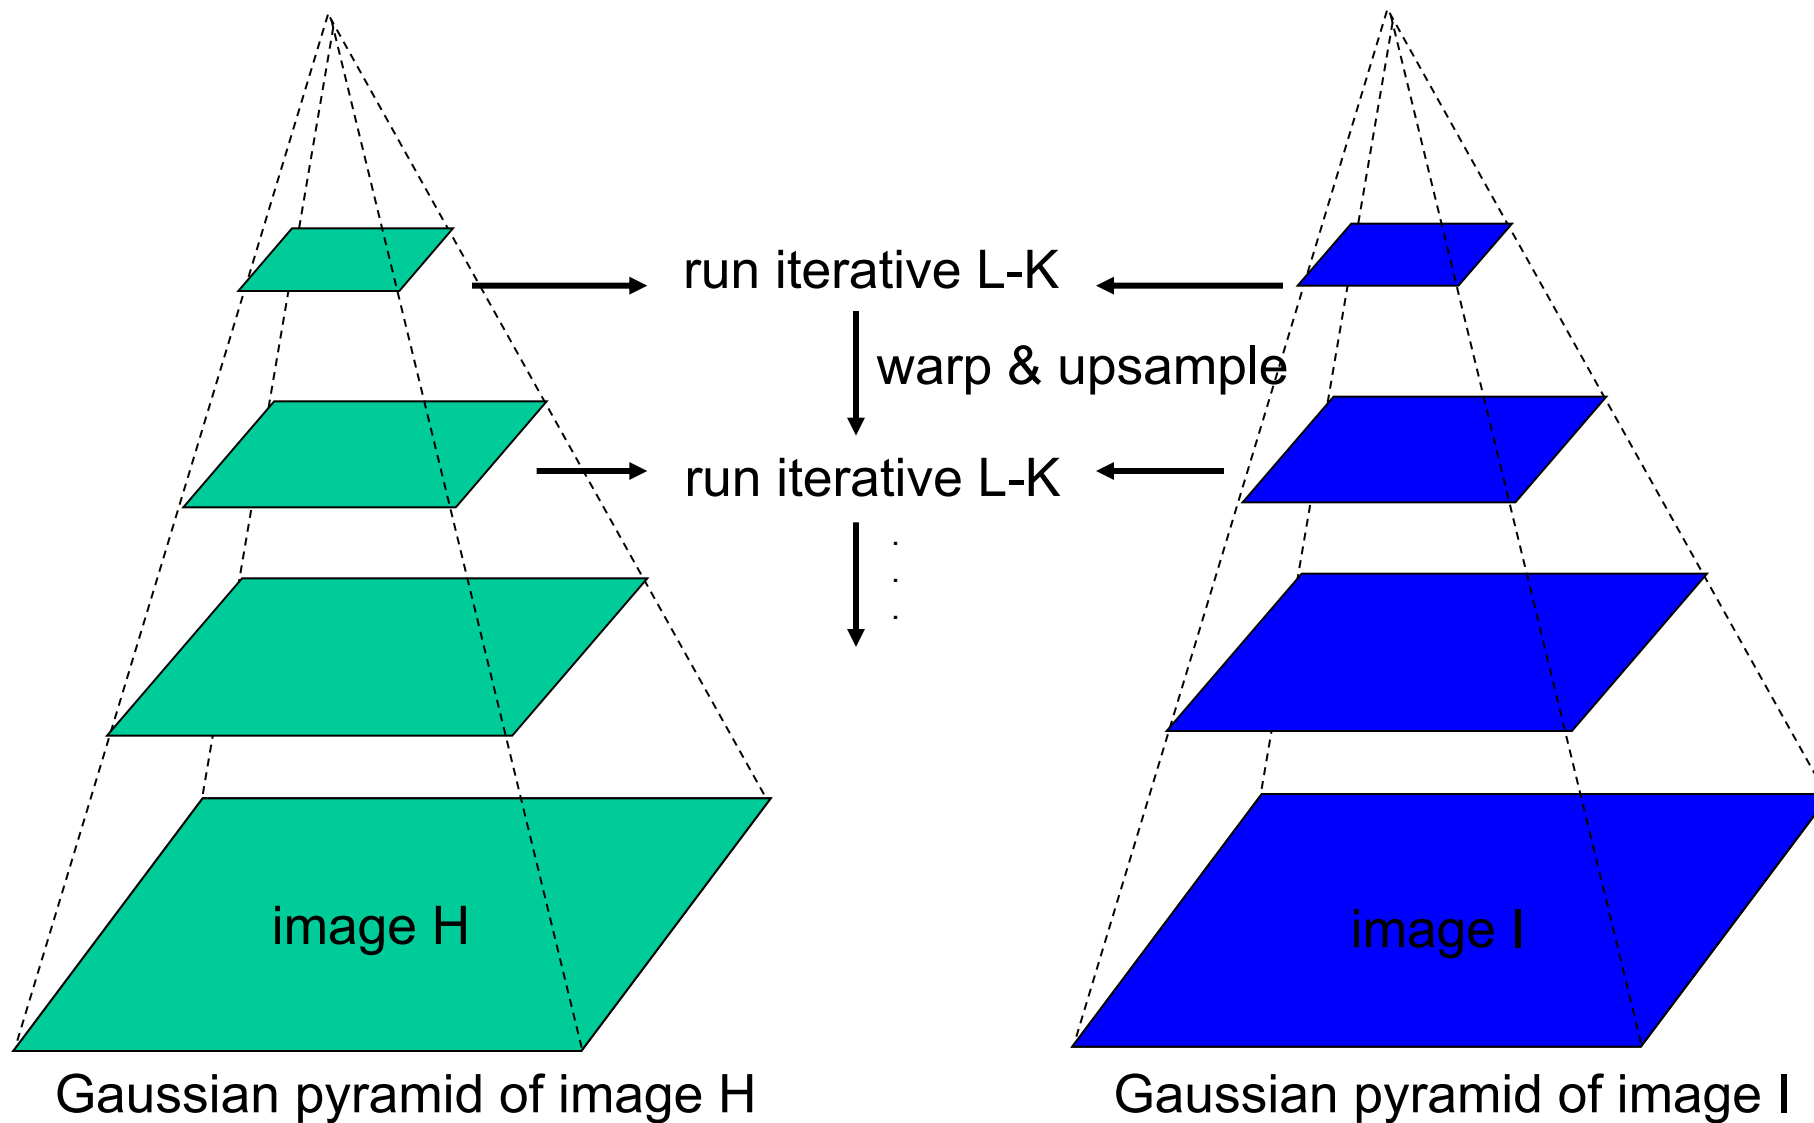 run iterative L-K
warp & upsample
run iterative L-K
.
.
.
image H
image I
Gaussian pyramid of image H
Gaussian pyramid of image I